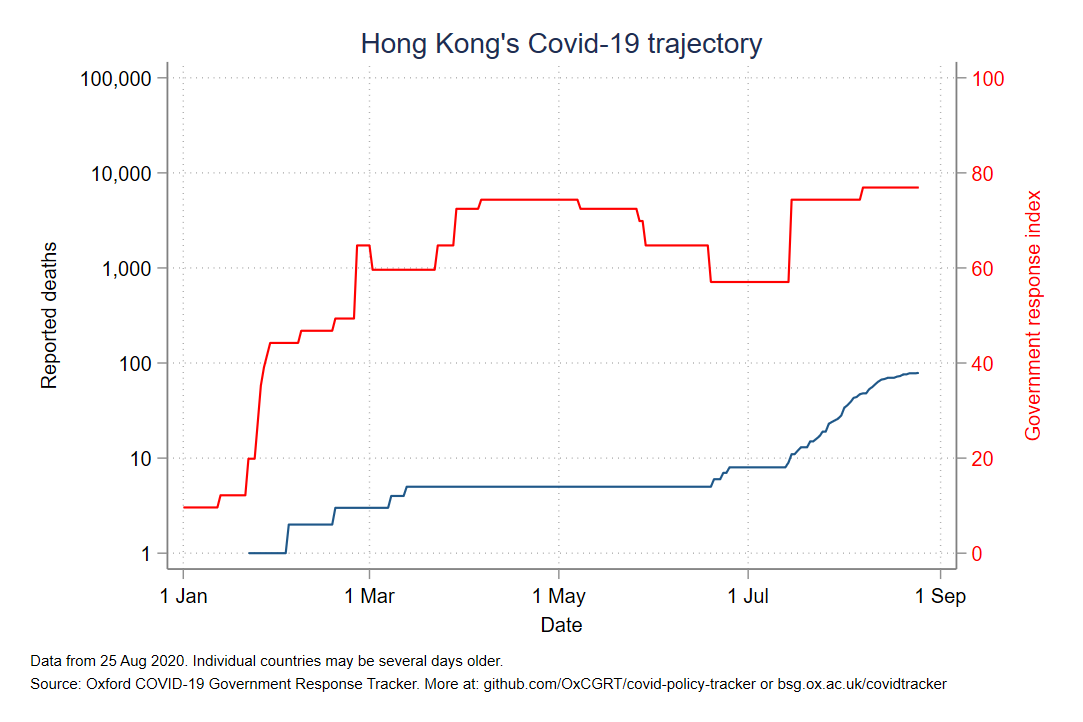 Hong Kong's Covid-19 trajectory
100,000
10,000
1,000
100
10
1
Reported deaths
100
80
60
40
20
0
Government response index
1 Jan
1 Mar
1 May
1 Jul
1 Sep
Date
Data from 25 Aug 2020. Individual countries may be several days older.
Source: Oxford COVID-19 Government Response Tracker. More at: github.com/OxCGRT/covid-policy-tracker or bsg.ox.ac.uk/covidtracker